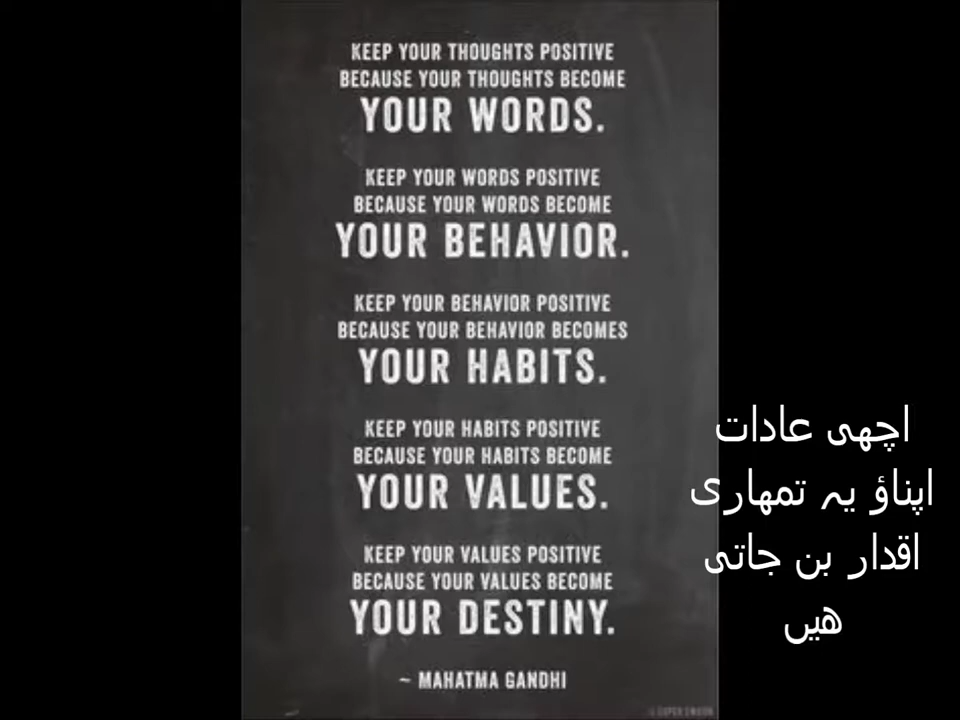 KEEP YOUR THOUGHTS POSITIVE
BECAUSE YOUR THOUGHTS BECOME
YOUR WORDS.
KEEP YOUR WORDS POSITIVE
BECAUSE YOUR WORDS BECOME
YOUR BEHAVIOR.
KEEP YOUR BEHAVIOR POSITIVE
BECAUSE YOUR BEHAVIOR BECOMES
YOUR HABITS.
KEEP YOUR HABITS POSITIVE
BECAUSE YOUR HABITS BECOME
YOUR VALUES.
KEEP YOUR VALUES POSITIVE
BECAUSE YOUR VALUES BECOME
YOUR DESTINY.
~ MAHATMA GANDHI
اچھی عادات
اپناؤ یہ تمھاری
اقدار بن جاتی
ھیں